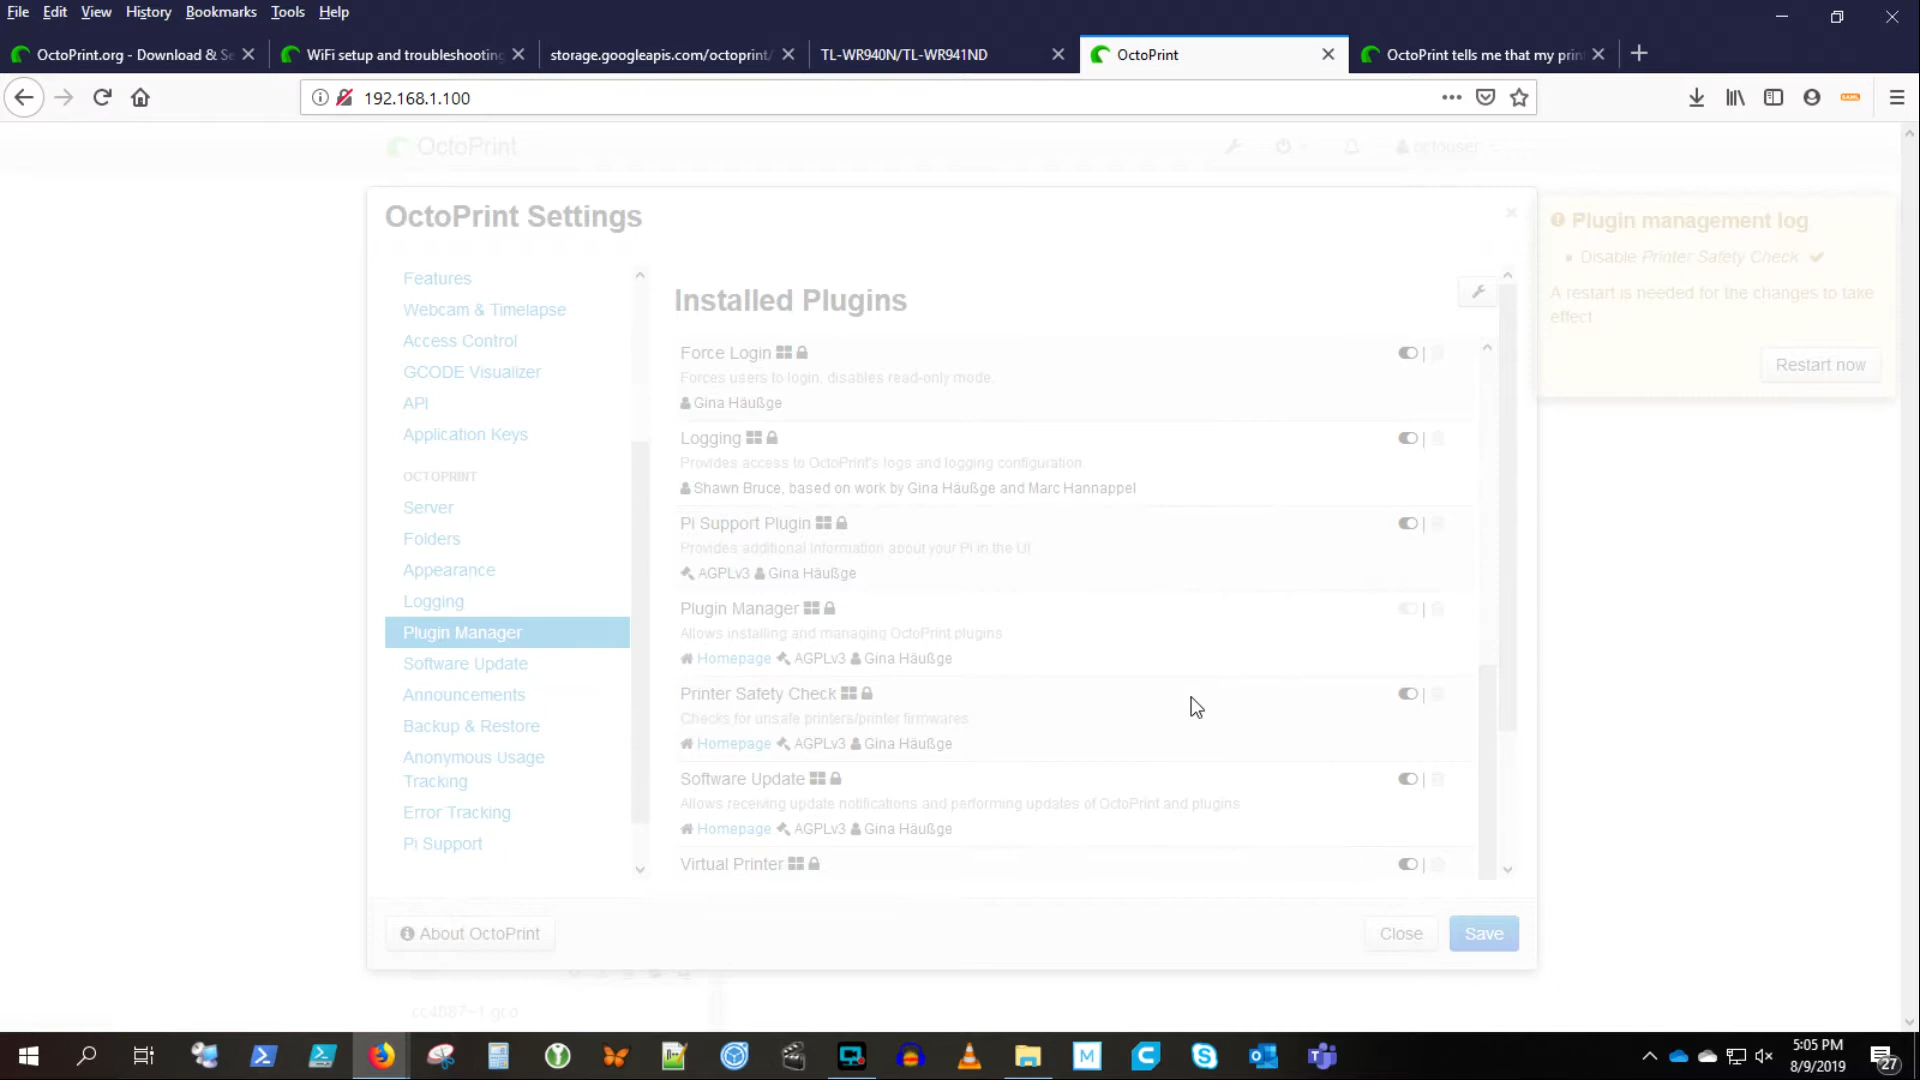 File Edit View History Bookmarks Tools Help
OctoPrint.org - Download & Se
WiFi setup and troubleshooting
storage.googleapis.com/octoprint/
TL-WR940N/TL-WR941ND
OctoPrint
OctoPrint tells me that my prin
192.168.1.100
OctoPrint
octouser
OctoPrint Settings
Plugin management log
Disable Printer Safety Check
A restart is needed for the changes to take
effect
Restart now
Features
Webcam & Timelapse
Access Control
GCODE Visualizer
API
Application Keys
OCTOPRINT
Server
Folders
Appearance
Logging
Plugin Manager
Software Update
Announcements
Backup & Restore
Anonymous Usage
Tracking
Error Tracking
Pi Support
Installed Plugins
Force Login
Forces users to login, disables read-only mode.
Gina Häußge
Logging
Provides access to OctoPrint's logs and logging configuration.
Shawn Bruce, based on work by Gina Häußge and Marc Hannappel
Pi Support Plugin
Provides additional information about your Pi in the UI.
AGPLv3 Gina Häußge
Plugin Manager
Allows installing and managing OctoPrint plugins
Homepage AGPLv3 Gina Häußge
Printer Safety Check
Checks for unsafe printers/printer firmwares
Homepage AGPLv3 Gina Häußge
Software Update
Allows receiving update notifications and performing updates of OctoPrint and plugins
Homepage AGPLv3 Gina Häußge
Virtual Printer
About OctoPrint
Close
Save
cc4087~1.gco
5:05 PM
8/9/2019
27